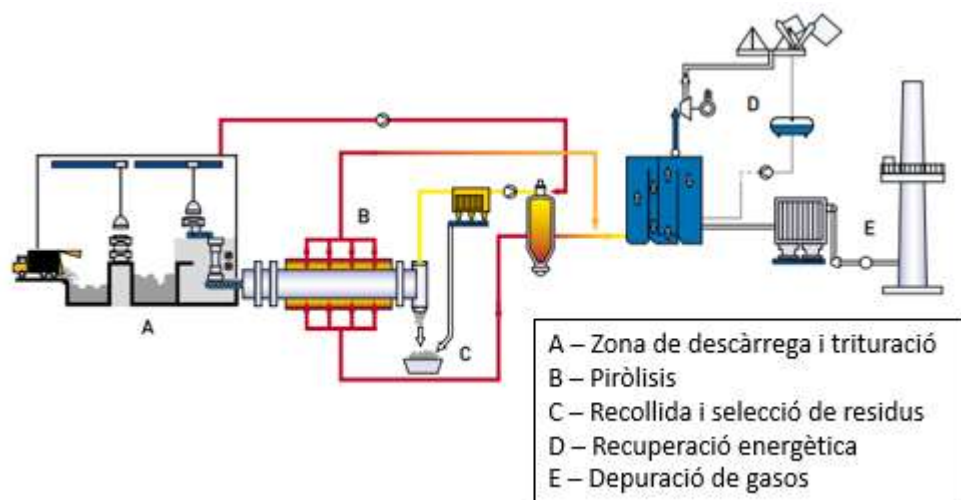 D
B
E
A
C
A – Zona de descàrrega i trituració
B – Piròlisis
C – Recollida i selecció de residus
D – Recuperació energètica
E – Depuració de gasos